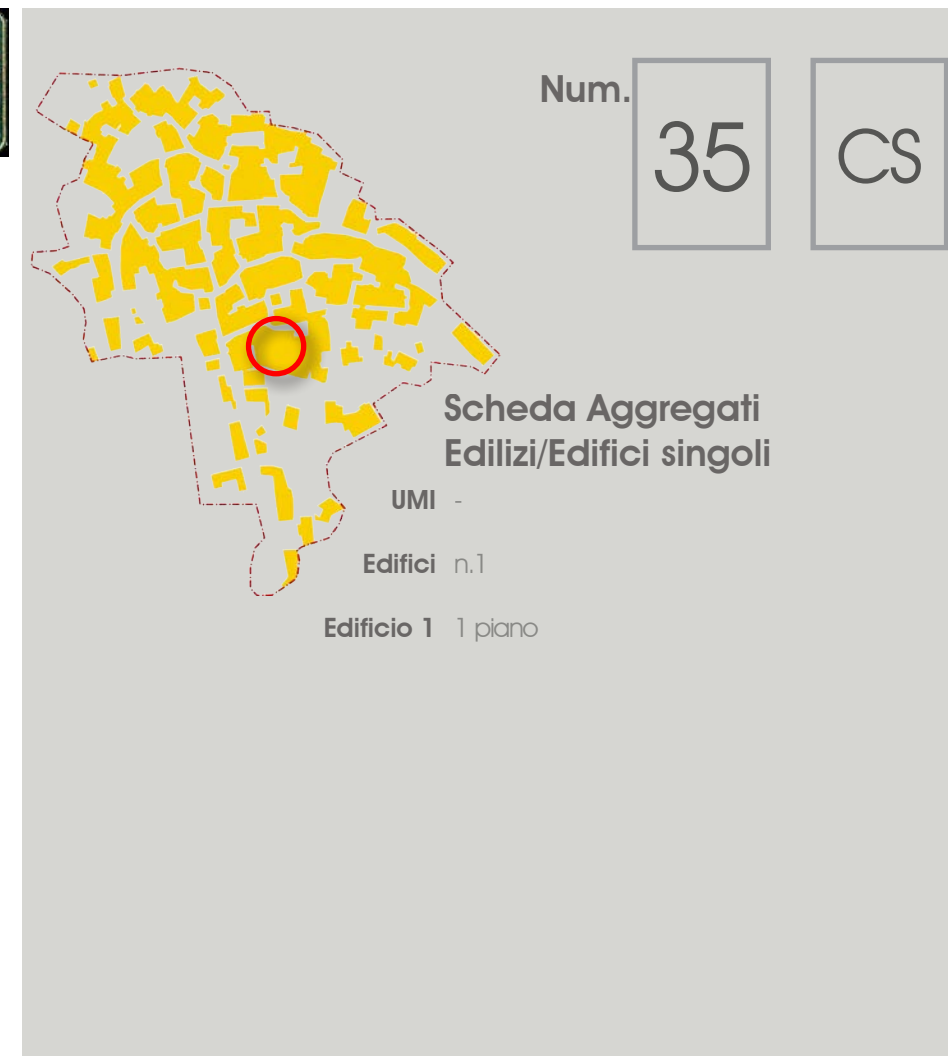 Num.
35
CS
Scheda Aggregati
Edilizi/Edifici singoli
UMI -
Edifici n.1
Edificio 1 1 piano